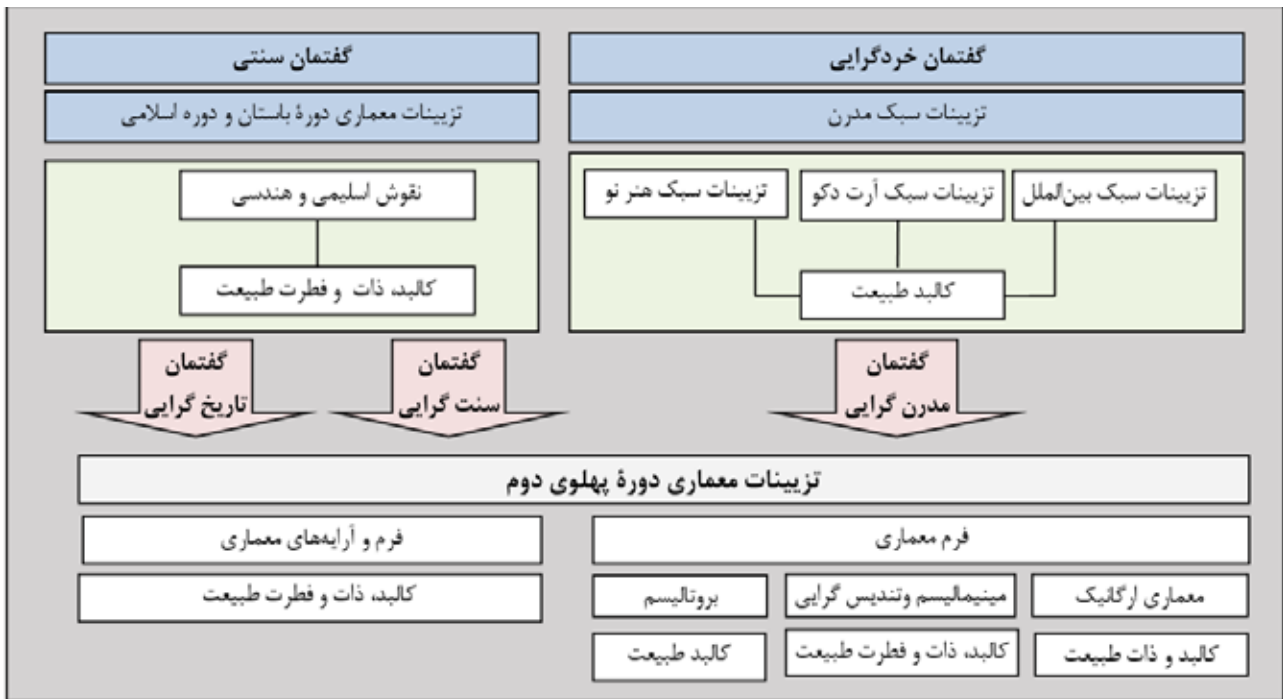 گفتمان خردگرایی
گفتمان سنتی
تزیینات سبک مدرن
تزیینات معماری دورۀ باستان و دوره اسلامی
تزیینات سبک بین‌الملل
تزیینات سبک آرت دکو
تزیینات سبک هنر نو
کالبد طبیعت
نقوش اسلیمی و هندسی
کالبد، ذات و فطرت طبیعت
گفتمان
مدرن گرایی
گفتمان
سنت گرایی
گفتمان
تاریخ گرایی
تزیینات معماری دورۀ پهلوی دوم
فرم معماری
معماری ارگانیک
مینیمالیسم وتندیس گرایی
بروتالیسم
کالبد و ذات طبیعت
کالبد، ذات و فطرت طبیعت
کالبد طبیعت
فرم و آرایه‌های معماری
کالبد، ذات و فطرت طبیعت